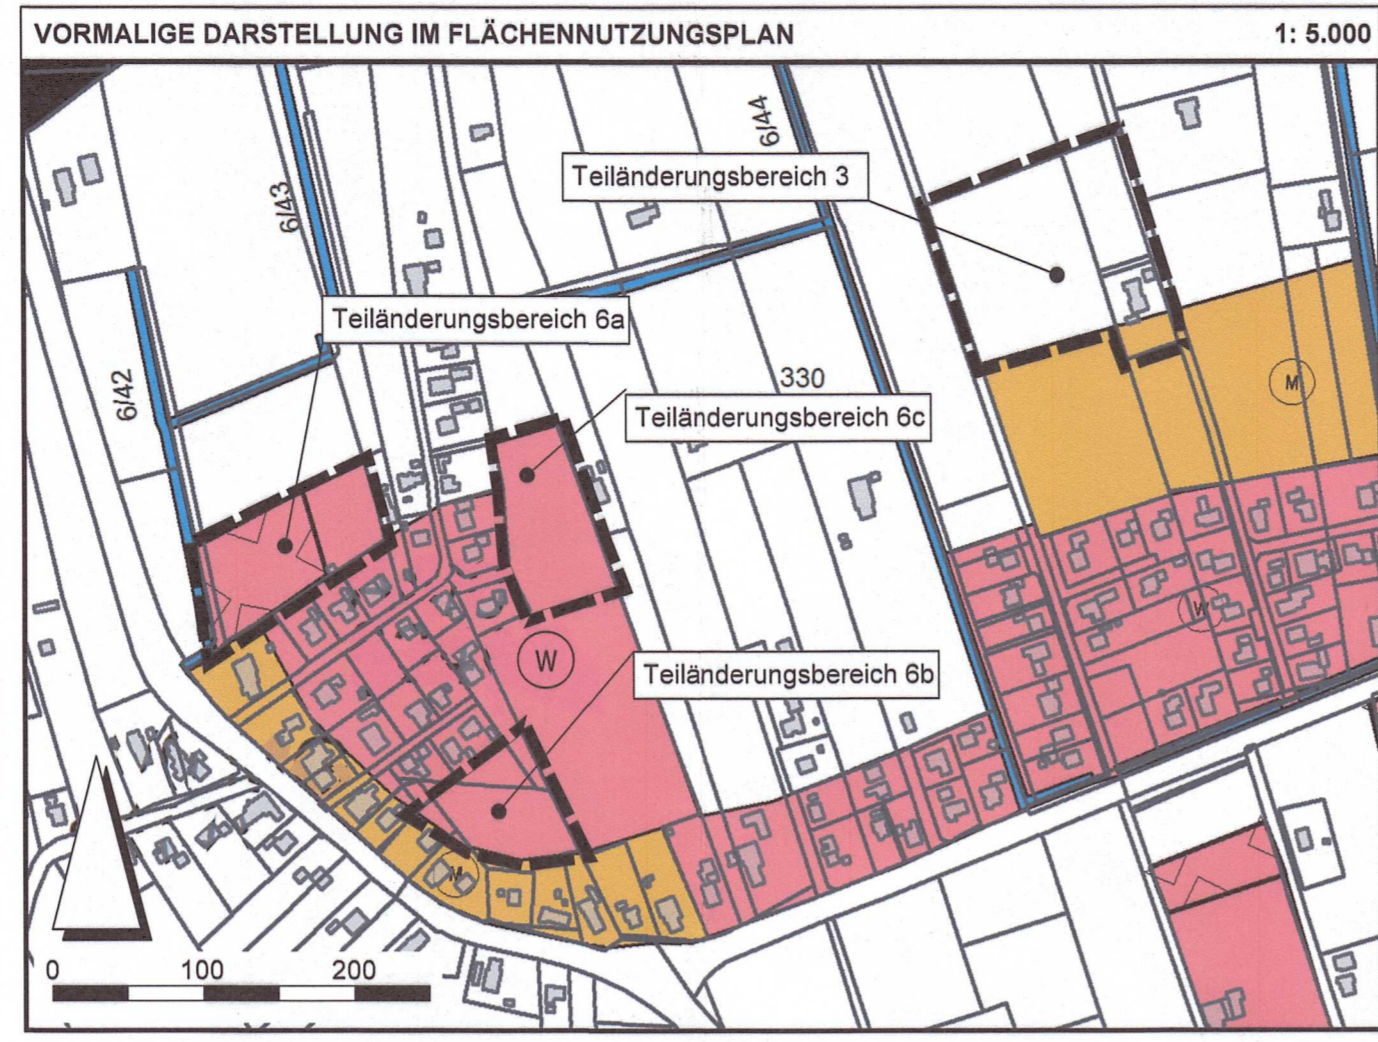 VORMALIGE DARSTELLUNG IM FLÄCHENNUTZUNGSPLAN 1: 5.000
6/44
Teiländerungsbereich 3
6/43
Teiländerungsbereich 6a
6/42
330
M
Teiländerungsbereich 6c
W
W
Teiländerungsbereich 6b
M
0 100 200